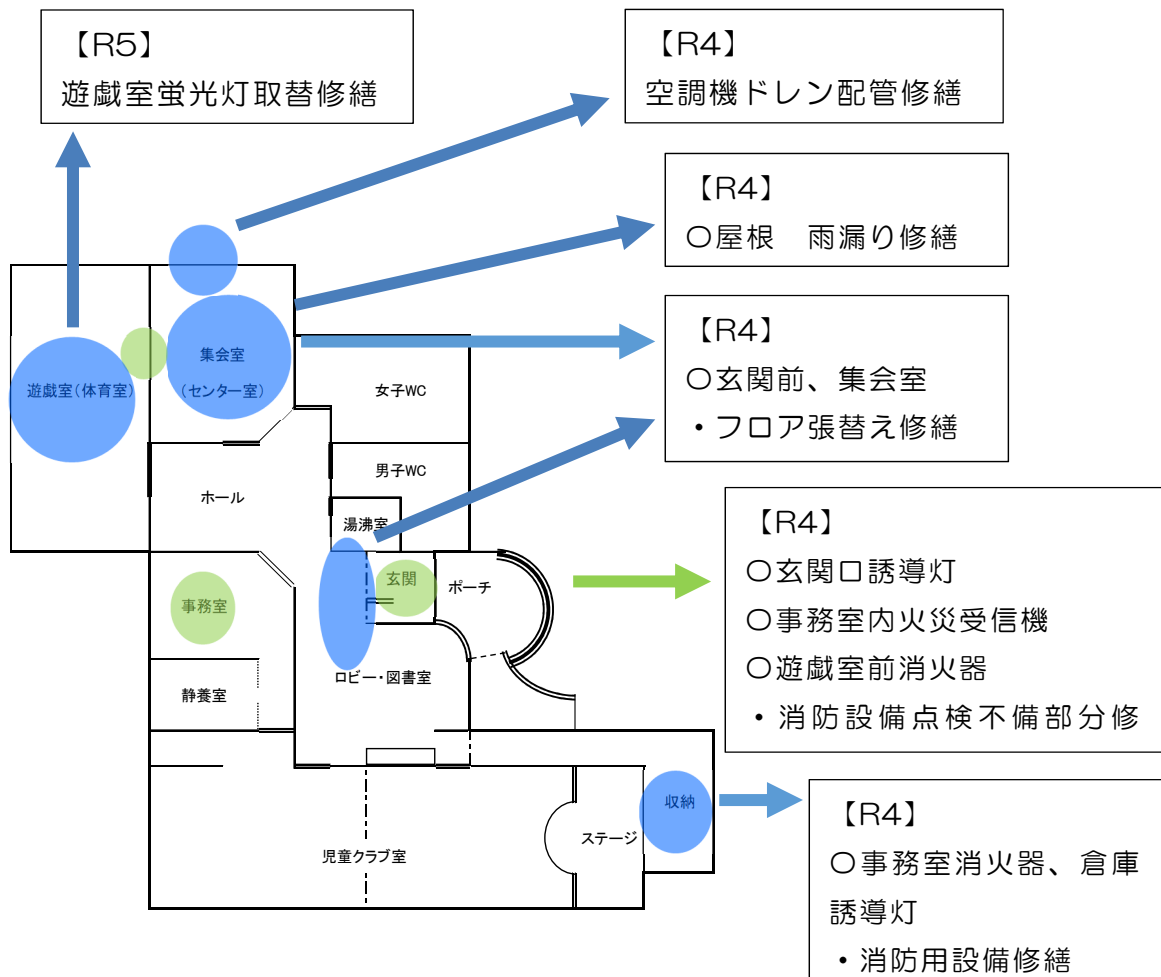 【R5】
遊戯室蛍光灯取替修繕
【R4】
空調機ドレン配管修繕
【R4】
〇屋根　雨漏り修繕
【R4】
〇玄関前、集会室
・フロア張替え修繕
【R4】
〇玄関口誘導灯
〇事務室内火災受信機
〇遊戯室前消火器
・消防設備点検不備部分修
【R4】
〇事務室消火器、倉庫
誘導灯
・消防用設備修繕
遊戯室(体育室)
集会室
(センター室)
女子WC
男子WC
ホール
湯沸室
玄関
ポーチ
事務室
静養室
ロビー・図書室
児童クラブ室
ステージ
収納